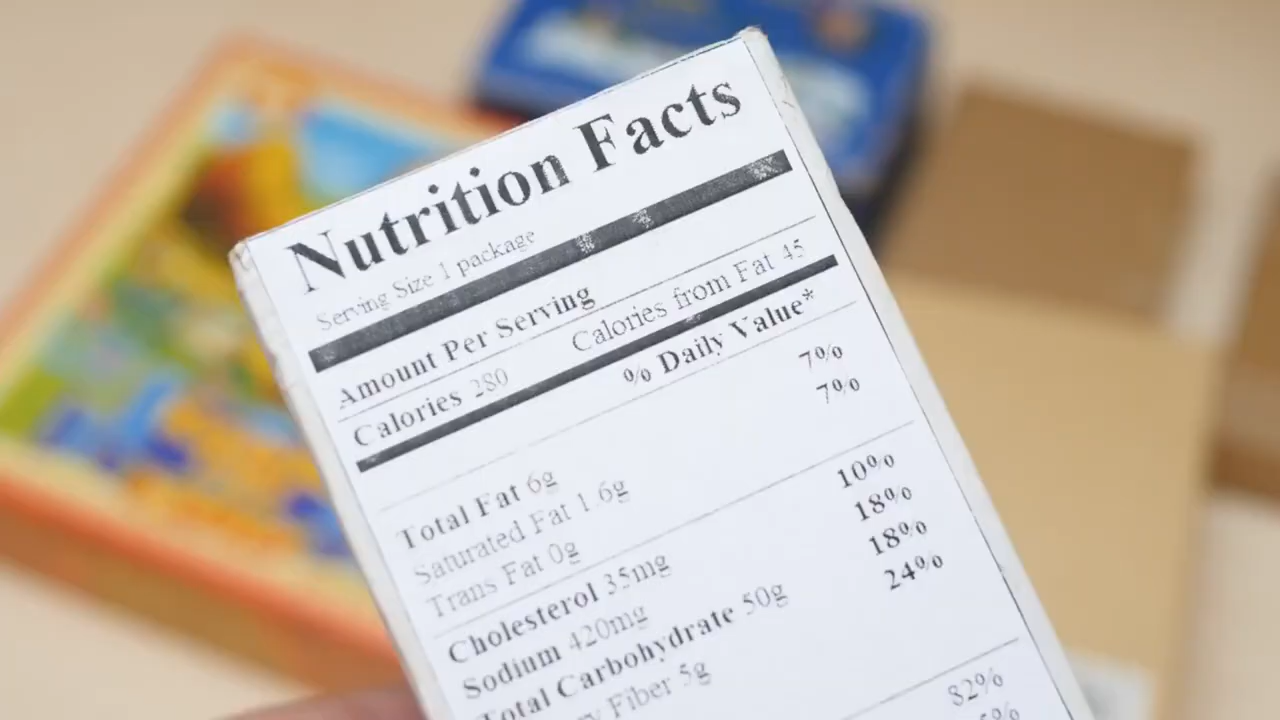 Nutrition Facts
Serving Size 1 package
Amount Per Serving
Calories 280 Calories from Fat 45
% Daily Value*
Total Fat 6g 7%
Saturated Fat 1.6g 7%
Trans Fat 0g
Cholesterol 35mg 10%
Sodium 420mg 18%
Total Carbohydrate 50g 18%
Fiber 5g 24%
82%